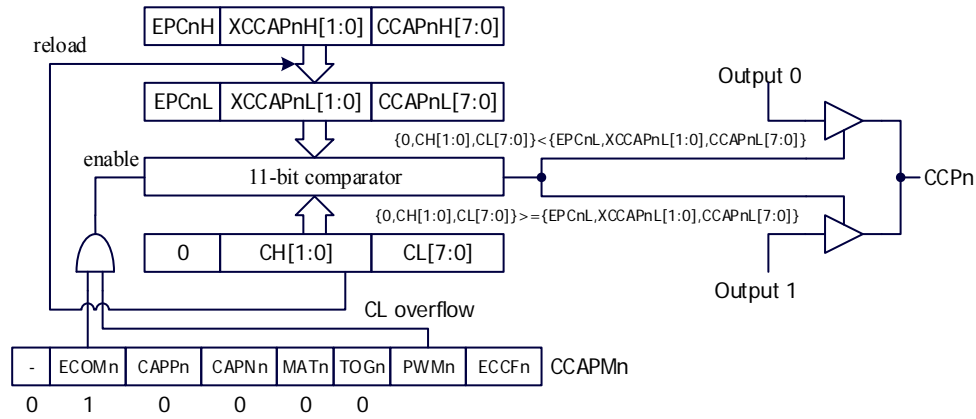 EPCnH XCCAPnH[1:0] CCAPnH[7:0]
reload
EPCnL XCCAPnL[1:0] CCAPnL[7:0]
Output 0
{0,CH[1:0],CL[7:0]}<{EPCnL,XCCAPnL[1:0],CCAPnL[7:0]}
enable
11-bit comparator
CCPn
{0,CH[1:0],CL[7:0]}>={EPCnL,XCCAPnL[1:0],CCAPnL[7:0]}
0 CH[1:0] CL[7:0]
Output 1
CL overflow
- ECOMn CAPPn CAPNn MATn TOGn PWMn ECCFn CCAPMn
0 1 0 0 0 0